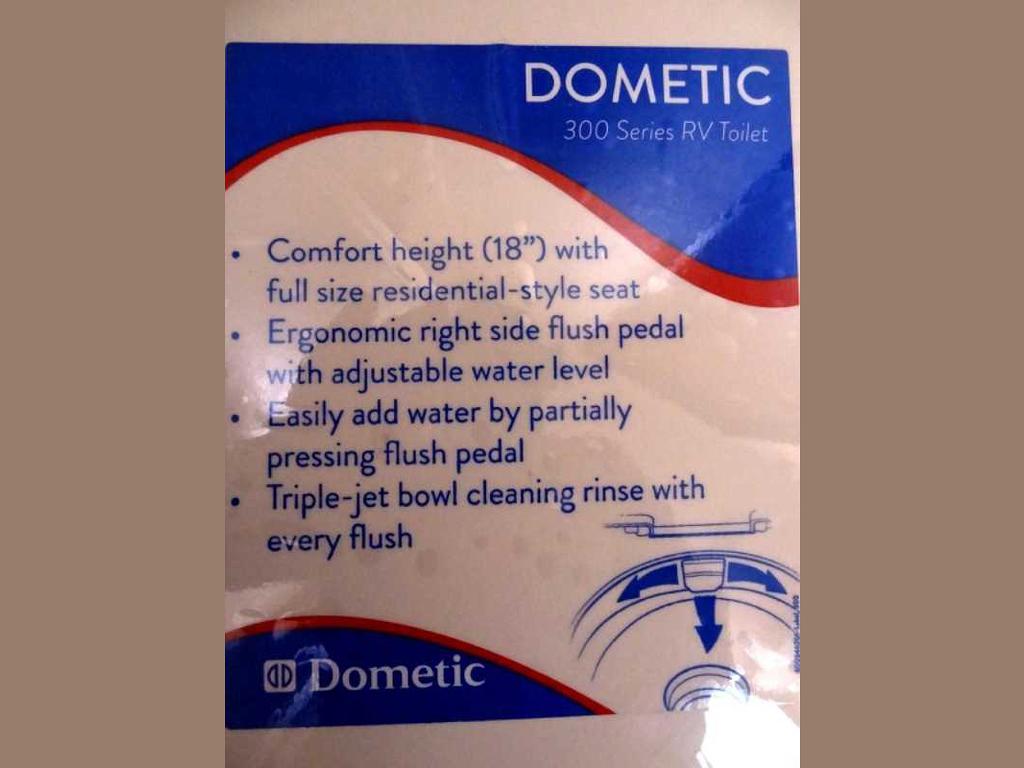 DOMETIC
300 Series RV Toilet
• Comfort height (18”) with
full size residential-style seat
• Ergonomic right side flush pedal
with adjustable water level
• Easily add water by partially
pressing flush pedal
• Triple-jet bowl cleaning rinse with
every flush
Dometic